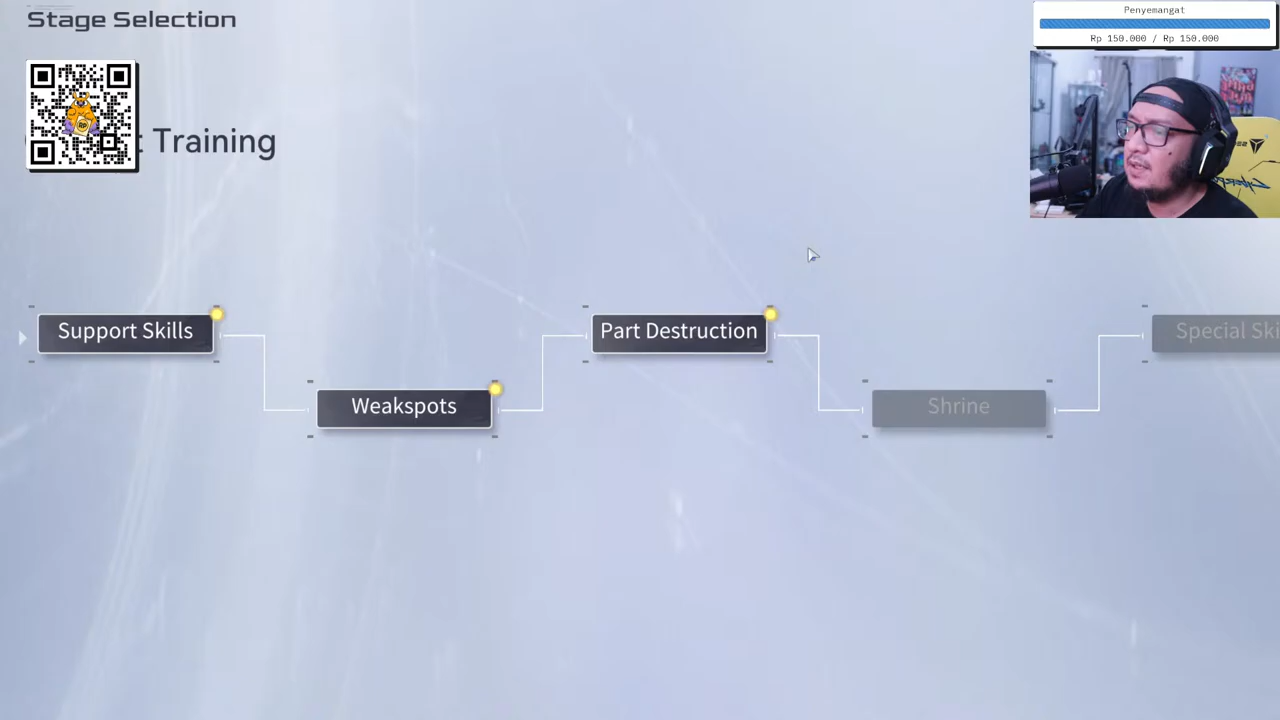 Stage Selection
Penyemangat
Rp 150.000 / Rp 150.000
Training
Support Skills
Part Destruction
Special Ski
Weakspots
Shrine